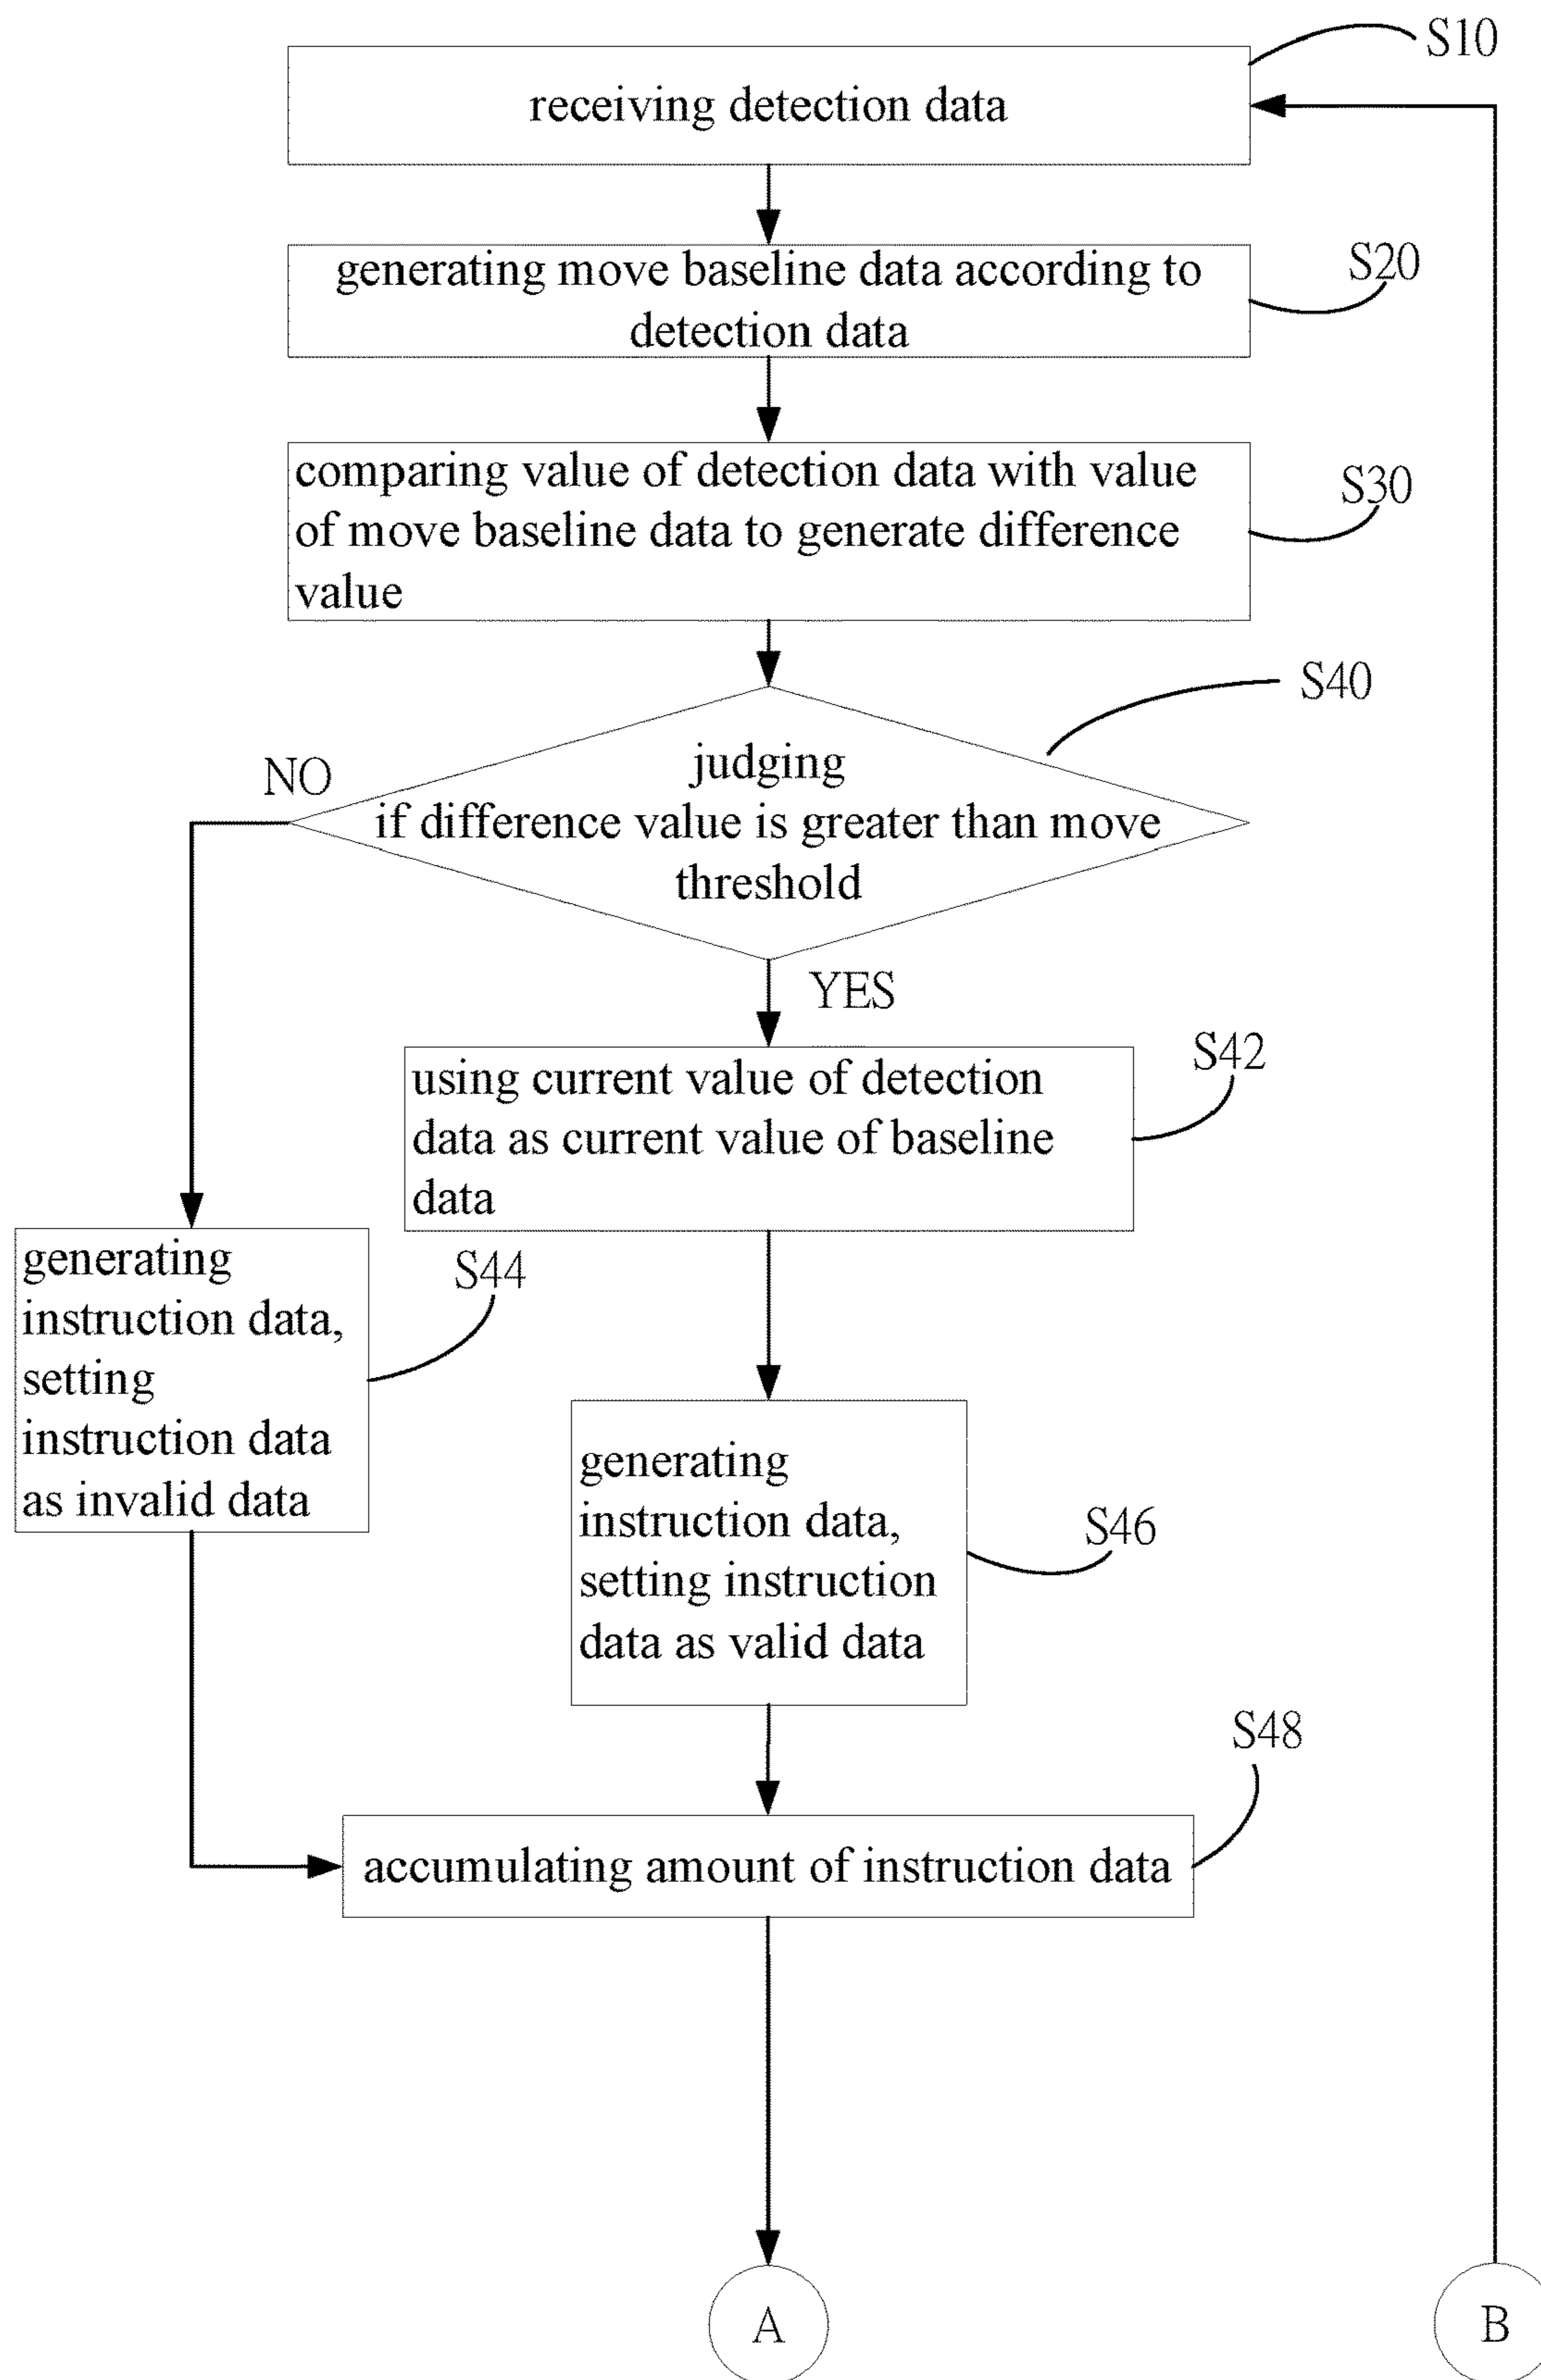 S10
receiving detection data
S20
generating move baseline data according to
detection data
S30
comparing value of detection data with value
of move baseline data to generate difference
value
S40
NO
judging
if difference value is greater than move
threshold
YES
S42
using current value of detection
data as current value of baseline
data
S44
generating
instruction data,
setting
instruction data
as invalid data
S46
generating
instruction data,
setting instruction
data as valid data
S48
accumulating amount of instruction data
A
B